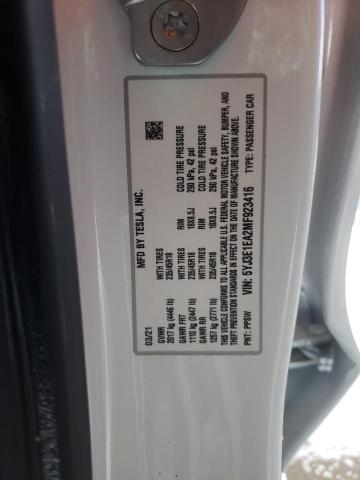 MFD BY TESLA, INC.
03/21
GVWR
2017 kg (4446 lb)
WITH TIRES
235/45R18
RIM
18X8.5J
COLD TIRE PRESSURE
290 kPa, 42 psi
GAWR FRT
1110 kg (2447 lb)
WITH TIRES
235/45R18
RIM
18X8.5J
COLD TIRE PRESSURE
290 kPa, 42 psi
GAWR RR
1257 kg (2771 lb)
THIS VEHICLE CONFORMS TO ALL APPLICABLE U.S. FEDERAL MOTOR VEHICLE SAFETY, BUMPER, AND
THEFT PREVENTION STANDARDS IN EFFECT ON THE DATE OF MANUFACTURE SHOWN ABOVE.
VIN: 5YJ3E1EA2MF923416
PNT: PPSW
TYPE: PASSENGER CAR